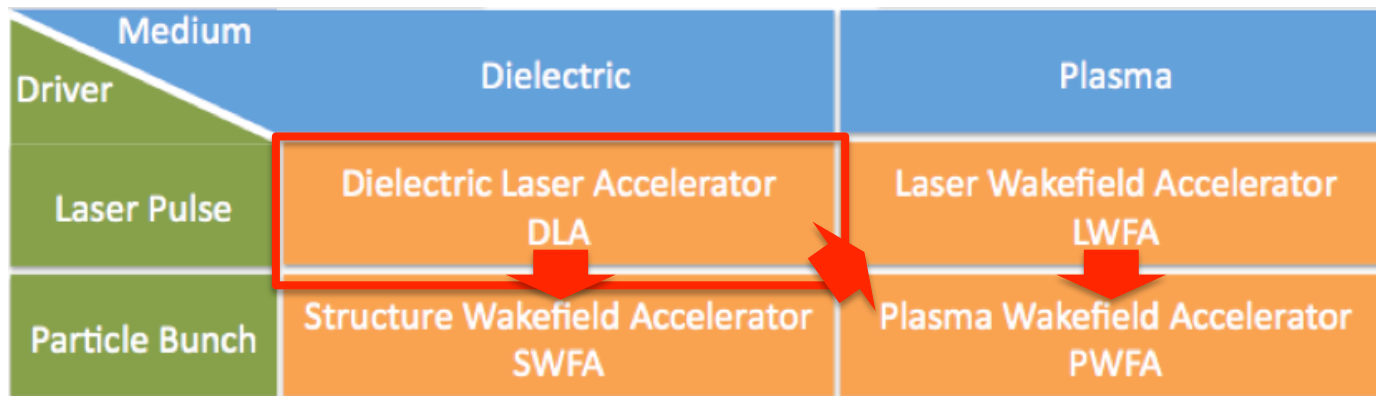 Medium
Driver
Dielectric
Plasma
Laser Pulse
Dielectric Laser Accelerator
DLA
Laser Wakefield Accelerator
LWFA
Particle Bunch
Structure Wakefield Accelerator
SWFA
Plasma Wakefield Accelerator
PWFA